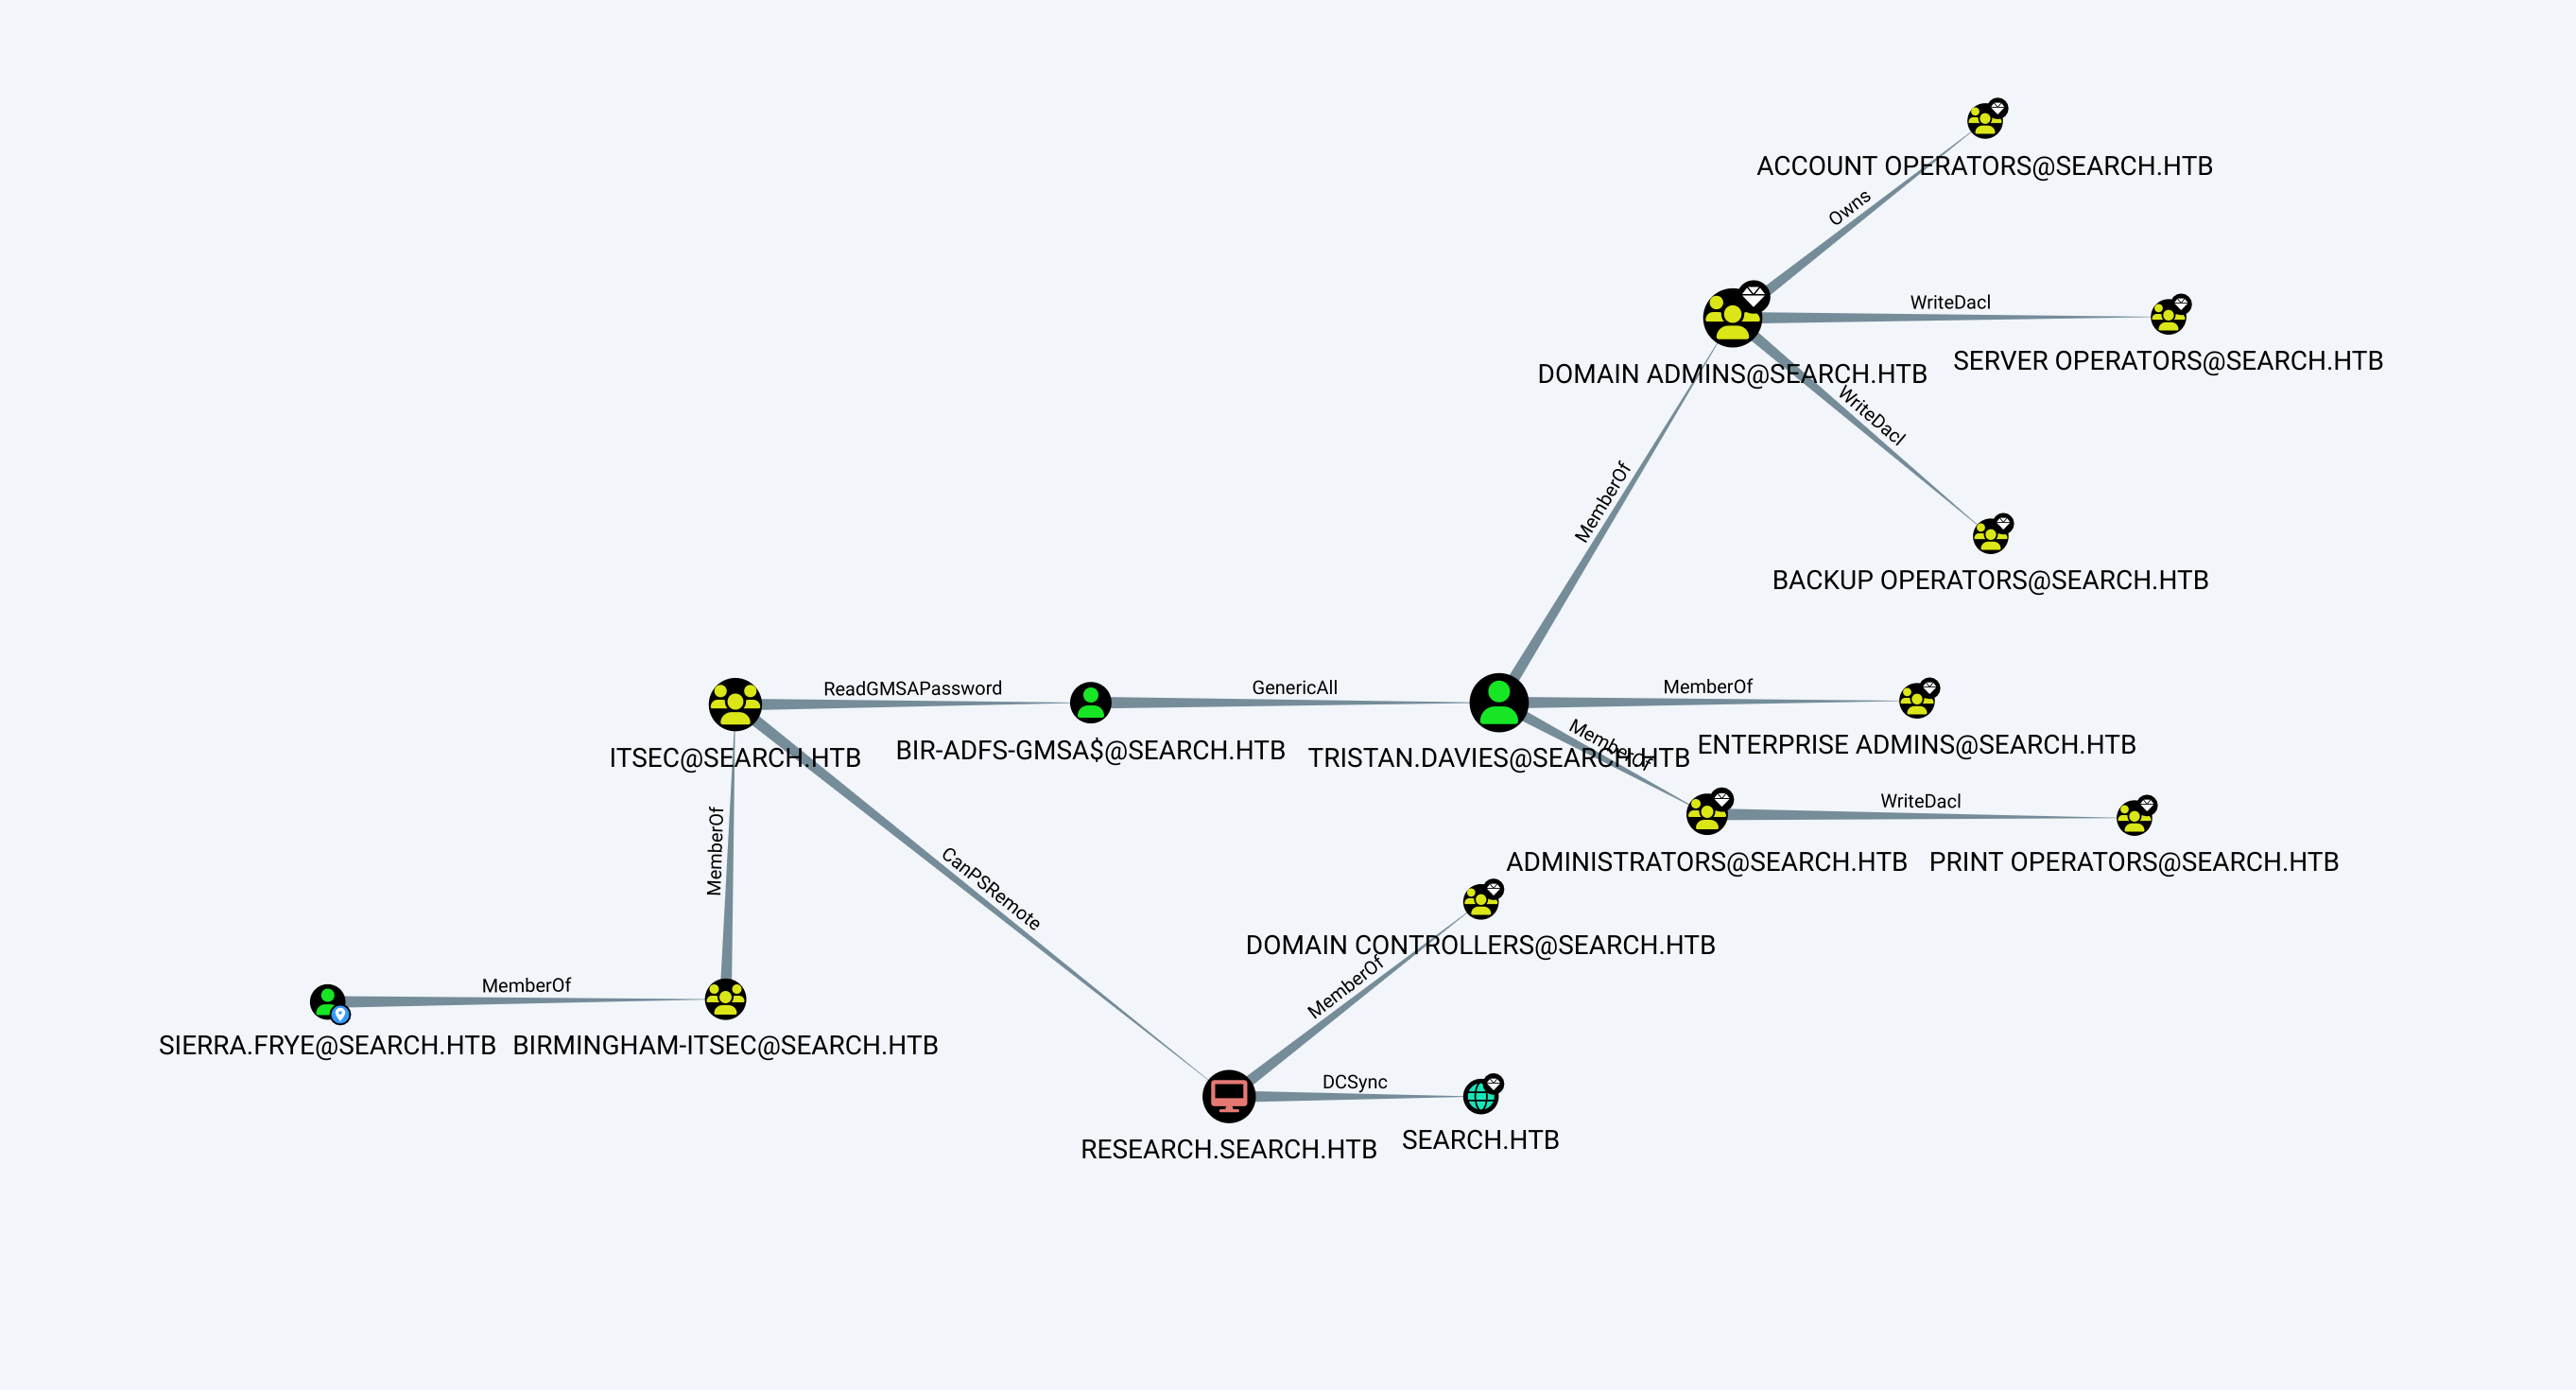 ACCOUNT OPERATORS@SEARCH.HTB
Owns
WriteDacl
DOMAIN ADMINS@SEARCH.HTB
SERVER OPERATORS@SEARCH.HTB
WriteDacl
MemberOf
BACKUP OPERATORS@SEARCH.HTB
ReadGMSAPassword
GenericAll
MemberOf
ITSEC@SEARCH.HTB
BIR-ADFS-GMSA$@SEARCH.HTB
TRISTAN.DAVIES@SEARCH.HTB
MemberOf
ENTERPRISE ADMINS@SEARCH.HTB
WriteDacl
MemberOf
CanPSRemote
ADMINISTRATORS@SEARCH.HTB
PRINT OPERATORS@SEARCH.HTB
DOMAIN CONTROLLERS@SEARCH.HTB
MemberOf
MemberOf
SIERRA.FRYE@SEARCH.HTB
BIRMINGHAM-ITSEC@SEARCH.HTB
DCSync
RESEARCH.SEARCH.HTB
SEARCH.HTB